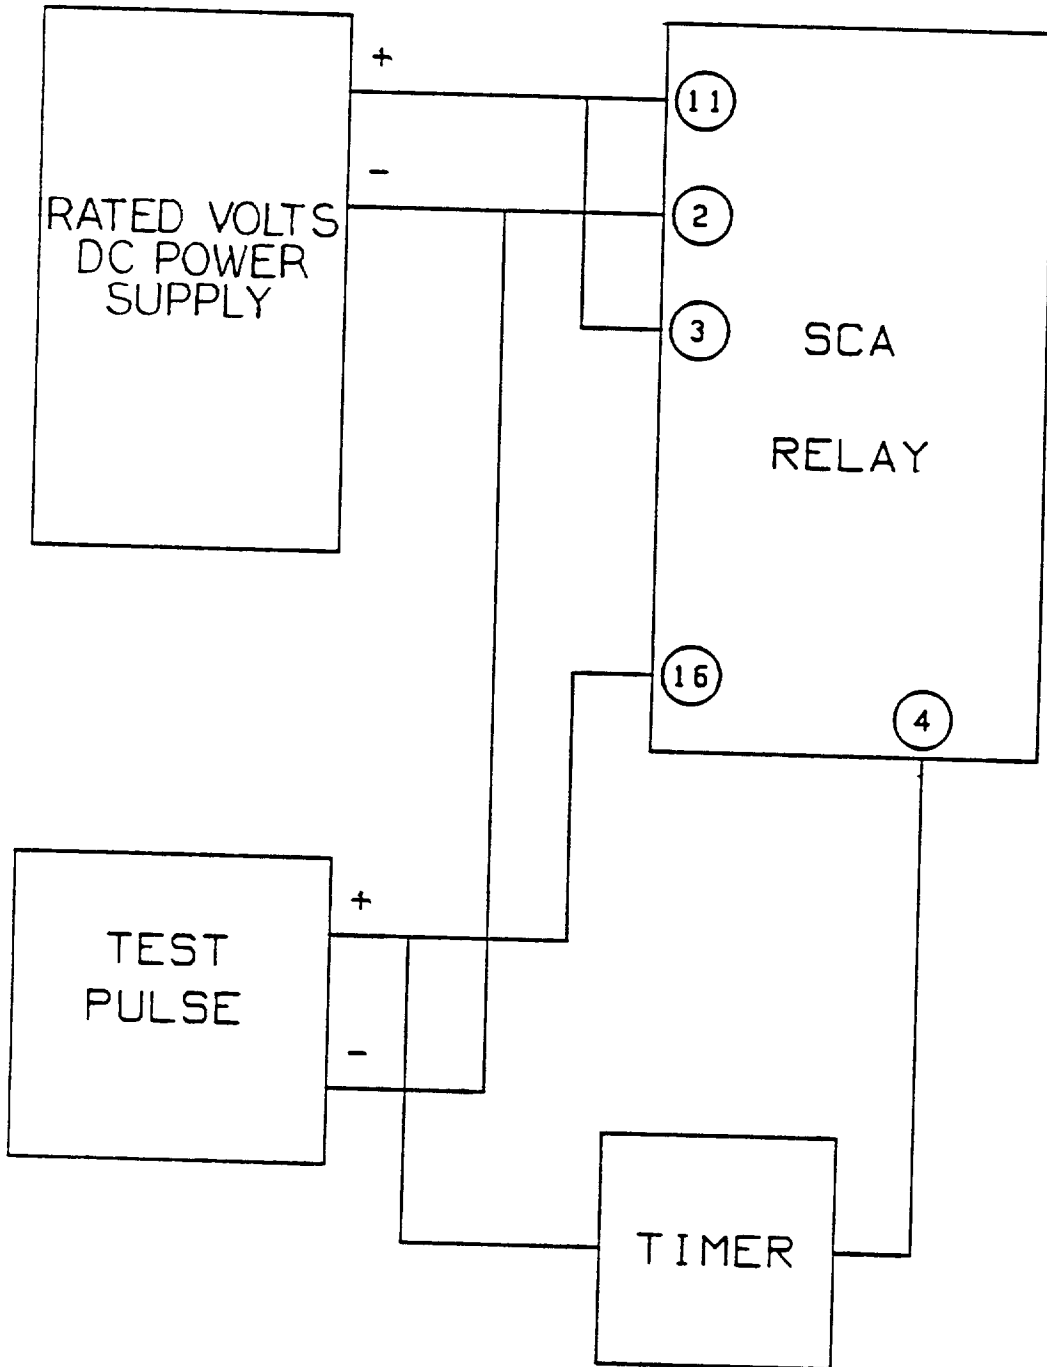 +
11
-
2
RATED VOLTS
DC POWER
SUPPLY
3
SCA
RELAY
16
4
+
TEST
PULSE
-
TIMER